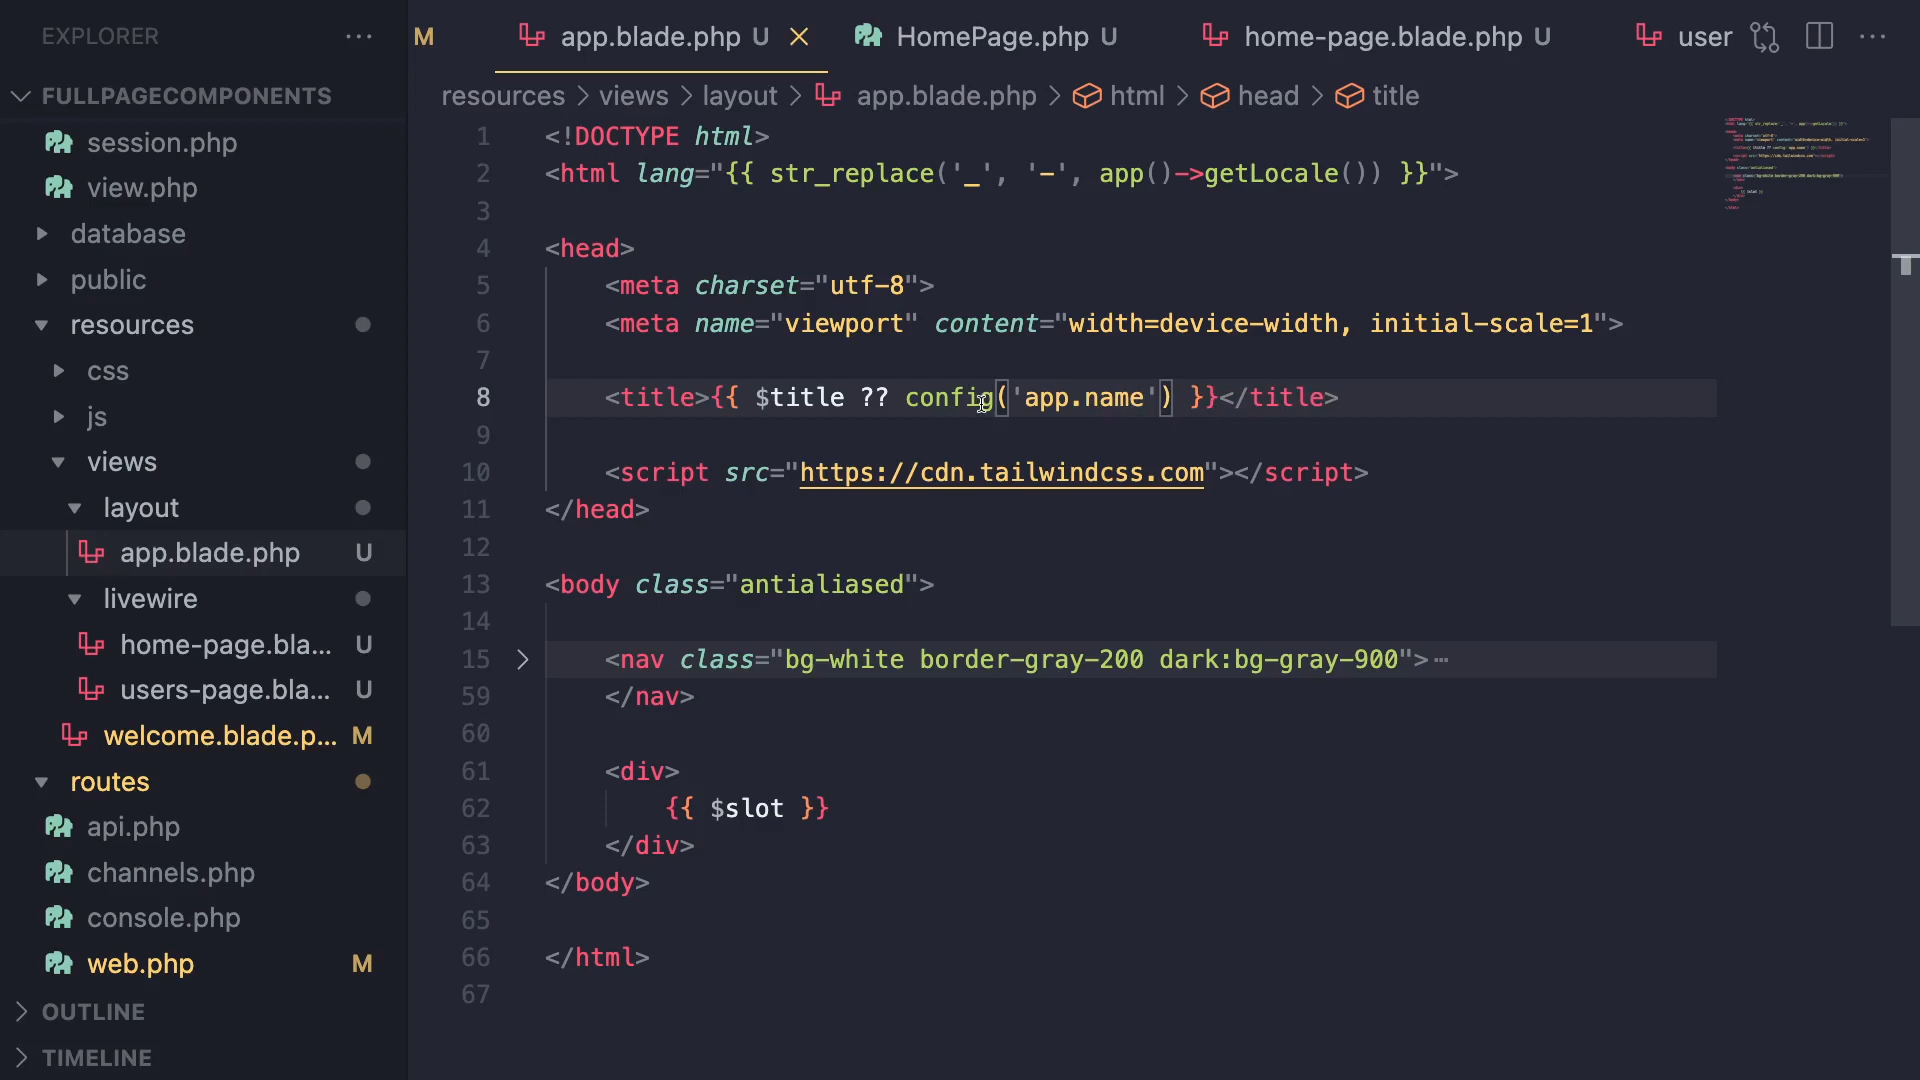 EXPLORER
FULLPAGECOMPONENTS
session.php
view.php
database
public
resources
css
js
views
layout
app.blade.php U
livewire
home-page.bla... U
users-page.bla... U
welcome.blade.p... M
routes
api.php
channels.php
console.php
web.php M
OUTLINE
TIMELINE
M app.blade.php U HomePage.php U home-page.blade.php U user
resources > views > layout > app.blade.php > html > head > title
1 <!DOCTYPE html>
2 <html lang="{{ str_replace('_', '-', app()->getLocale()) }}">
3
4 <head>
5 <meta charset="utf-8">
6 <meta name="viewport" content="width=device-width, initial-scale=1">
7
8 <title>{{ $title ?? config('app.name') }}</title>
9
10 <script src="https://cdn.tailwindcss.com"></script>
11 </head>
12
13 <body class="antialiased">
14
15 <nav class="bg-white border-gray-200 dark:bg-gray-900">
59 </nav>
60
61 <div>
62 {{ $slot }}
63 </div>
64 </body>
65
66 </html>
67